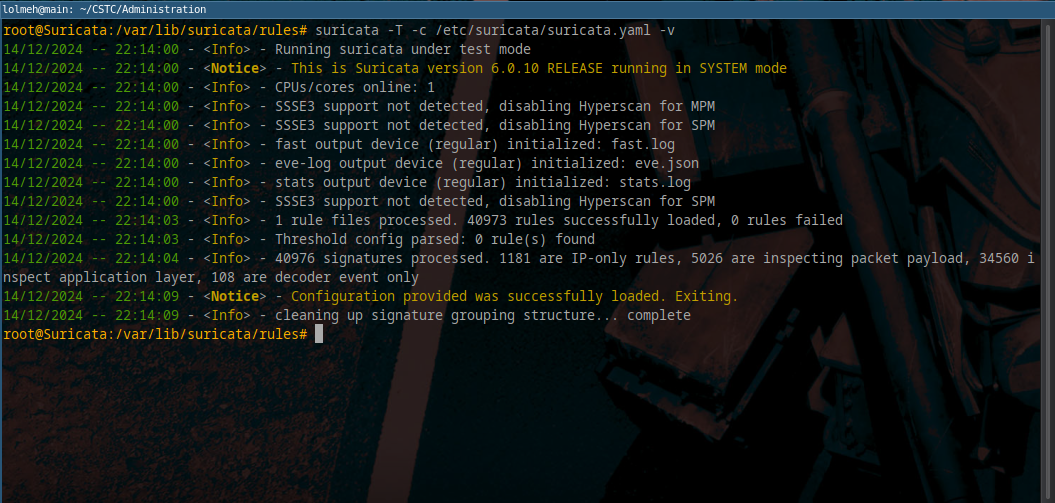 lolmeh@main: ~/CSTC/Administration
root@Suricata:/var/lib/suricata/rules# suricata -T -c /etc/suricata/suricata.yaml -v
14/12/2024 -- 22:14:00 - <Info> - Running suricata under test mode
14/12/2024 -- 22:14:00 - <Notice> - This is Suricata version 6.0.10 RELEASE running in SYSTEM mode
14/12/2024 -- 22:14:00 - <Info> - CPUs/cores online: 1
14/12/2024 -- 22:14:00 - <Info> - SSSE3 support not detected, disabling Hyperscan for MPM
14/12/2024 -- 22:14:00 - <Info> - SSSE3 support not detected, disabling Hyperscan for SPM
14/12/2024 -- 22:14:00 - <Info> - fast output device (regular) initialized: fast.log
14/12/2024 -- 22:14:00 - <Info> - eve-log output device (regular) initialized: eve.json
14/12/2024 -- 22:14:00 - <Info> - stats output device (regular) initialized: stats.log
14/12/2024 -- 22:14:00 - <Info> - SSSE3 support not detected, disabling Hyperscan for SPM
14/12/2024 -- 22:14:03 - <Info> - 1 rule files processed. 40973 rules successfully loaded, 0 rules failed
14/12/2024 -- 22:14:03 - <Info> - Threshold config parsed: 0 rule(s) found
14/12/2024 -- 22:14:04 - <Info> - 40976 signatures processed. 1181 are IP-only rules, 5026 are inspecting packet payload, 34560 i
nspect application layer, 108 are decoder event only
14/12/2024 -- 22:14:09 - <Notice> - Configuration provided was successfully loaded. Exiting.
14/12/2024 -- 22:14:09 - <Info> - cleaning up signature grouping structure... complete
root@Suricata:/var/lib/suricata/rules#